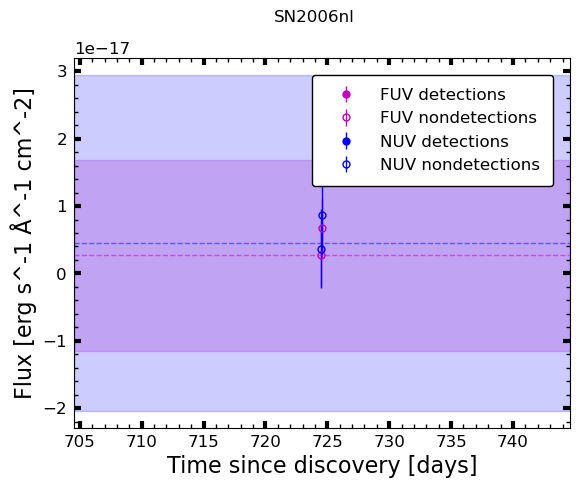 SN2006nl
1e−17
3
2
1
0
−1
−2
Flux [erg s^-1 Å^-1 cm^-2]
FUV detections
FUV nondetections
NUV detections
NUV nondetections
705 710 715 720 725 730 735 740
Time since discovery [days]